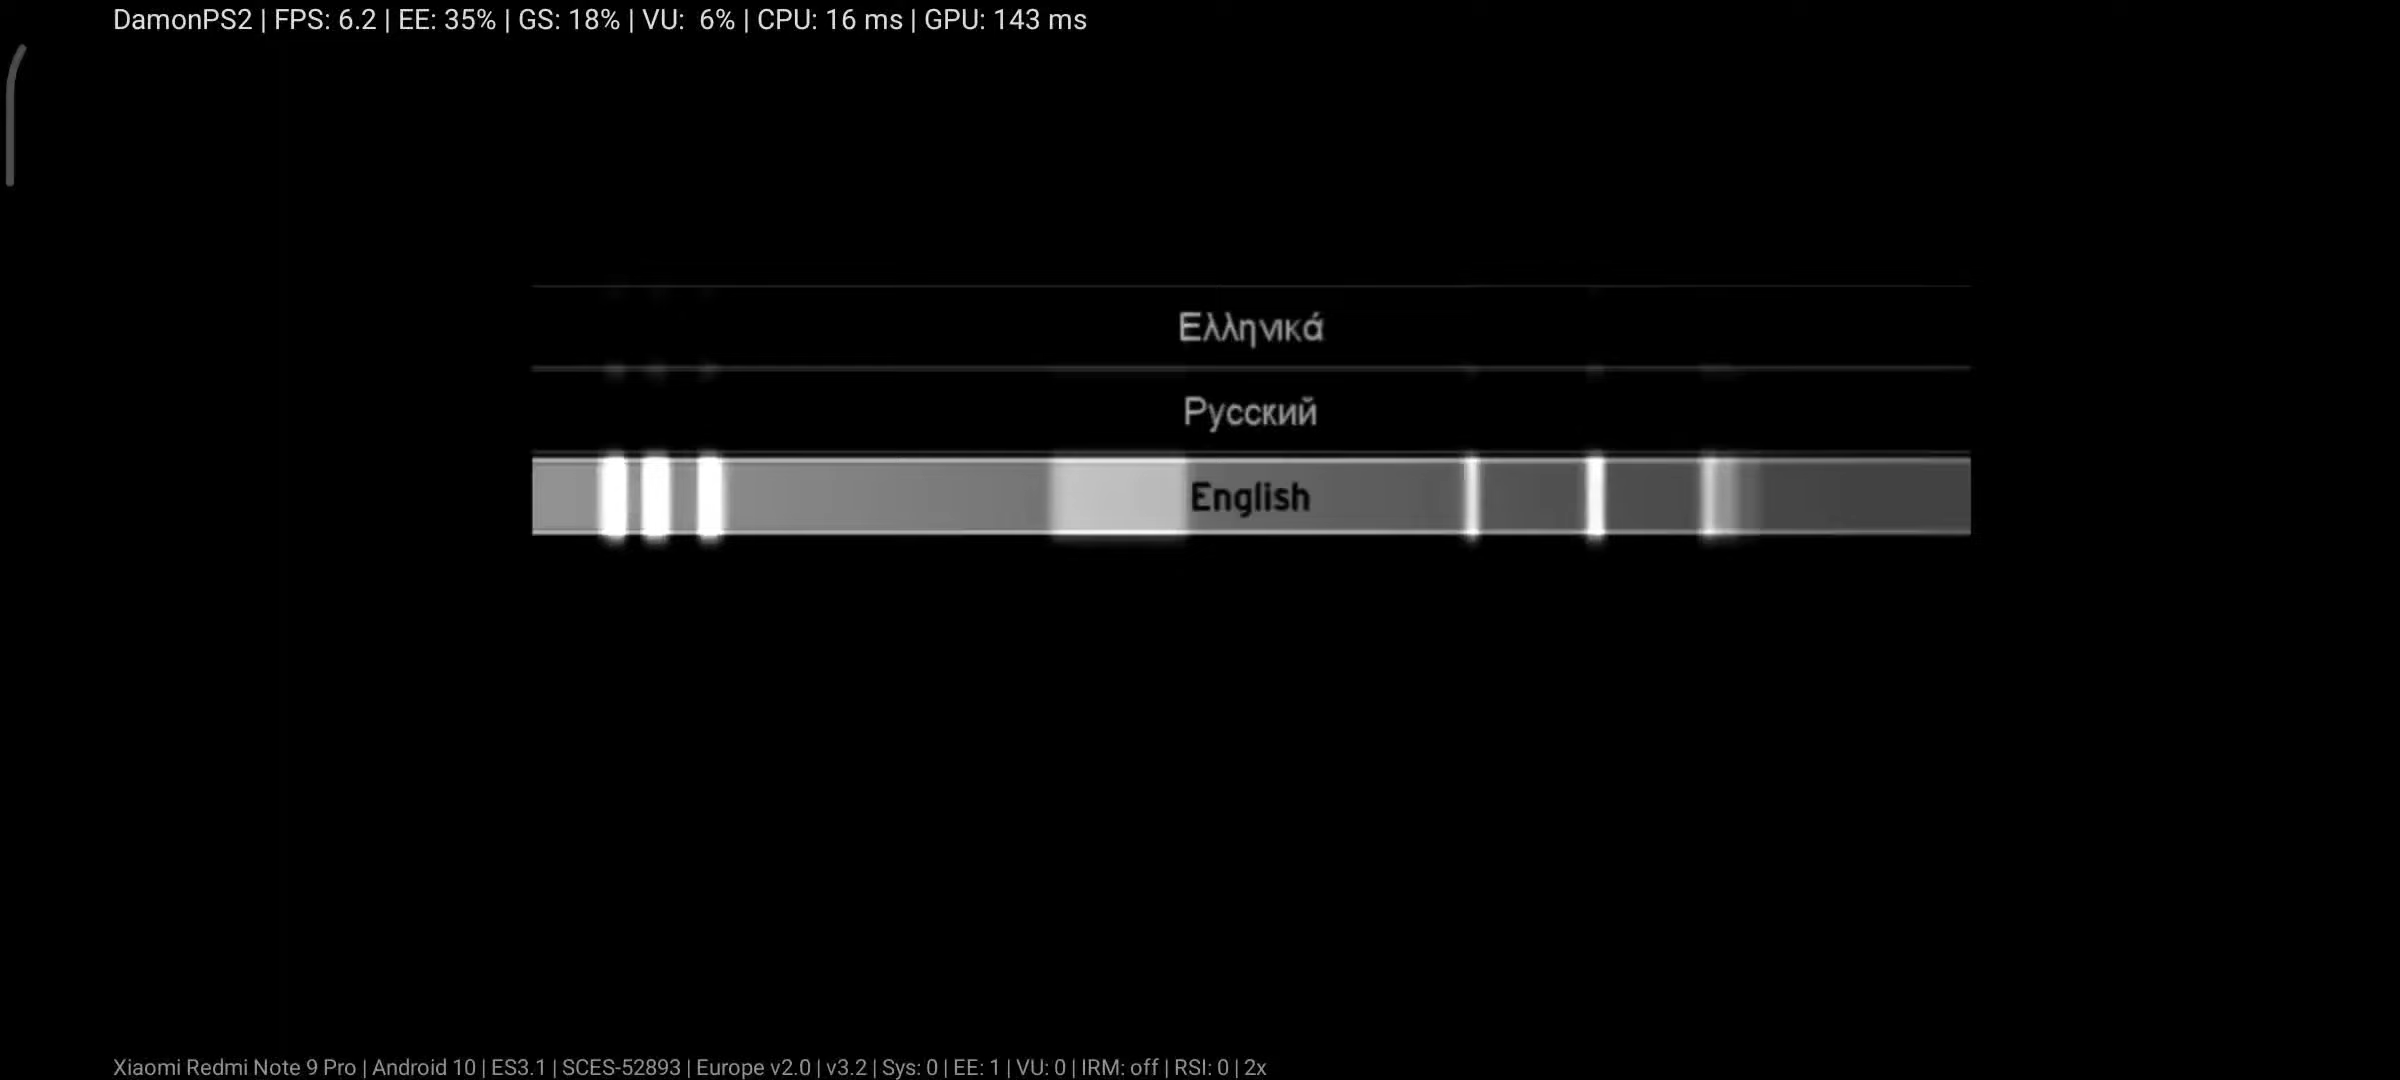 DamonPS2 | FPS: 6.2 | EE: 35% | GS: 18% | VU:  6% | CPU: 16 ms | GPU: 143 ms
Ελληνικά
Русский
English
Xiaomi Redmi Note 9 Pro | Android 10 | ES3.1 | SCES-52893 | Europe v2.0 | v3.2 | Sys: 0 | EE: 1 | VU: 0 | IRM: off | RSI: 0 | 2x